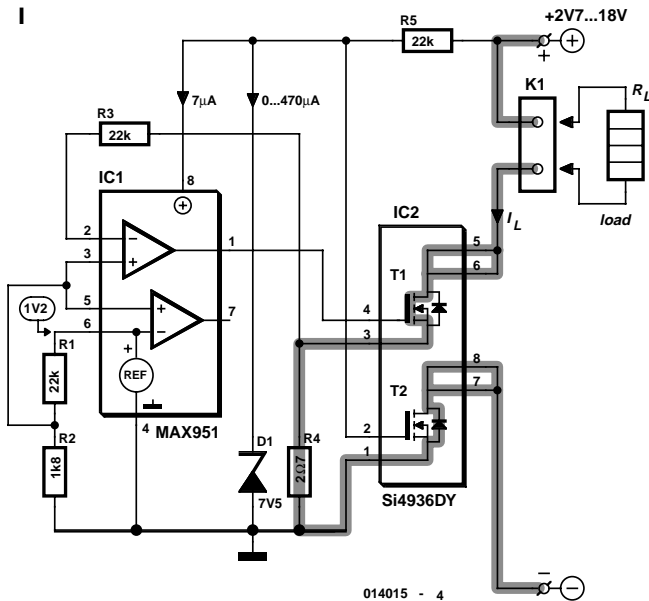 I
+2V7...18V
R5
22k
+
+
K1
RL
7µA
0...470µA
R3
22k
IC1
8
+
IC2
IL
load
2
−
1
3
+
5
6
T1
1V2
5
+
7
4
6
−
3
R1
+
22k
REF
T2
8
7
4
MAX951
2
D1
R4
R2
1k8
2Ω7
1
7V5
Si4936DY
−
−
014015 - 4